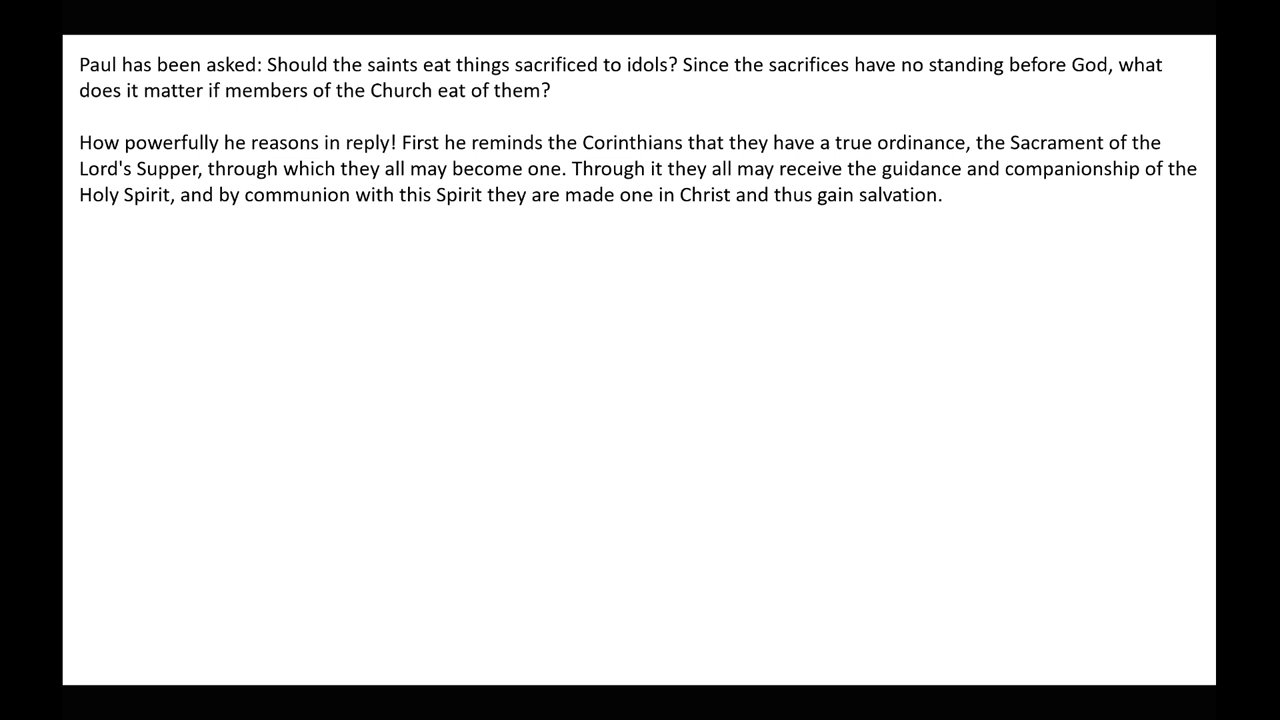 Paul has been asked: Should the saints eat things sacrificed to idols? Since the sacrifices have no standing before God, what
does it matter if members of the Church eat of them?
How powerfully he reasons in reply! First he reminds the Corinthians that they have a true ordinance, the Sacrament of the
Lord's Supper, through which they all may become one. Through it they all may receive the guidance and companionship of the
Holy Spirit, and by communion with this Spirit they are made one in Christ and thus gain salvation.